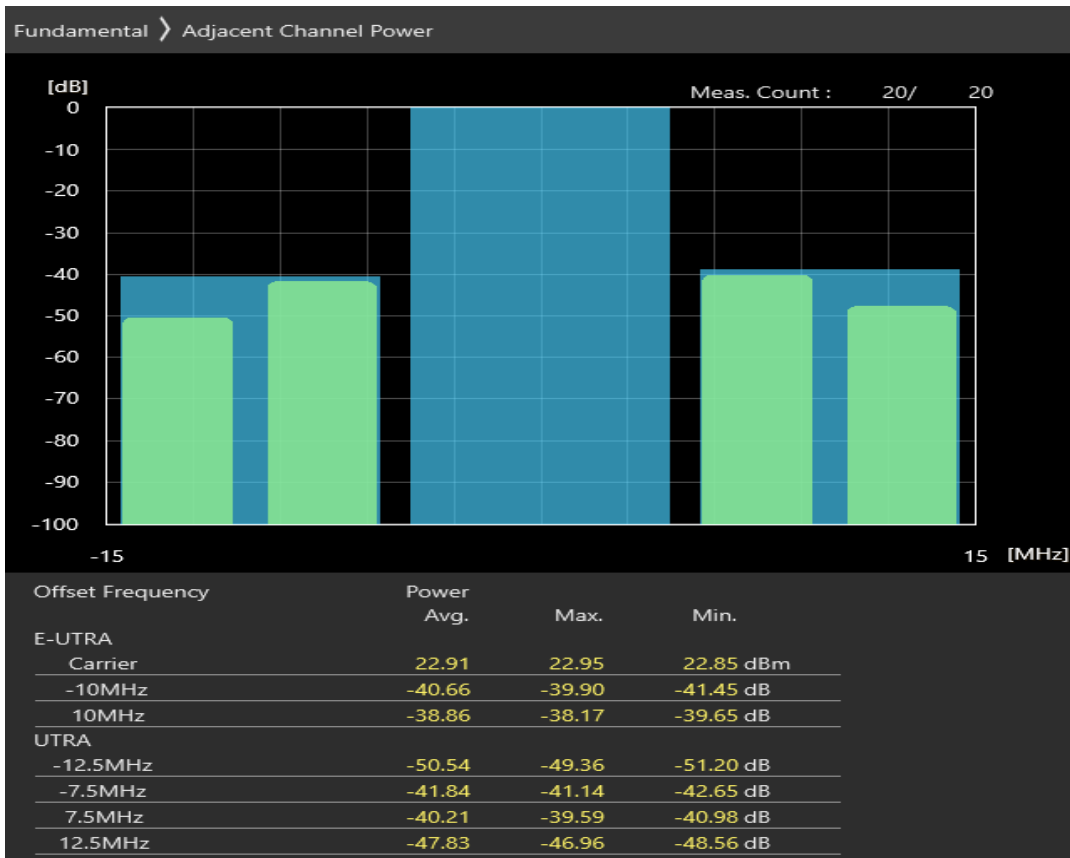 Fundamental ❭ Adjacent Channel Power
[dB]
Meas. Count : 20/ 20
0
-10
-20
-30
-40
-50
-60
-70
-80
-90
-100
-15 15 [MHz]
Offset Frequency Power
Avg. Max. Min.
E-UTRA
Carrier 22.91 22.95 22.85 dBm
-10MHz -40.66 -39.90 -41.45 dB
10MHz -38.86 -38.17 -39.65 dB
UTRA
-12.5MHz -50.54 -49.36 -51.20 dB
-7.5MHz -41.84 -41.14 -42.65 dB
7.5MHz -40.21 -39.59 -40.98 dB
12.5MHz -47.83 -46.96 -48.56 dB